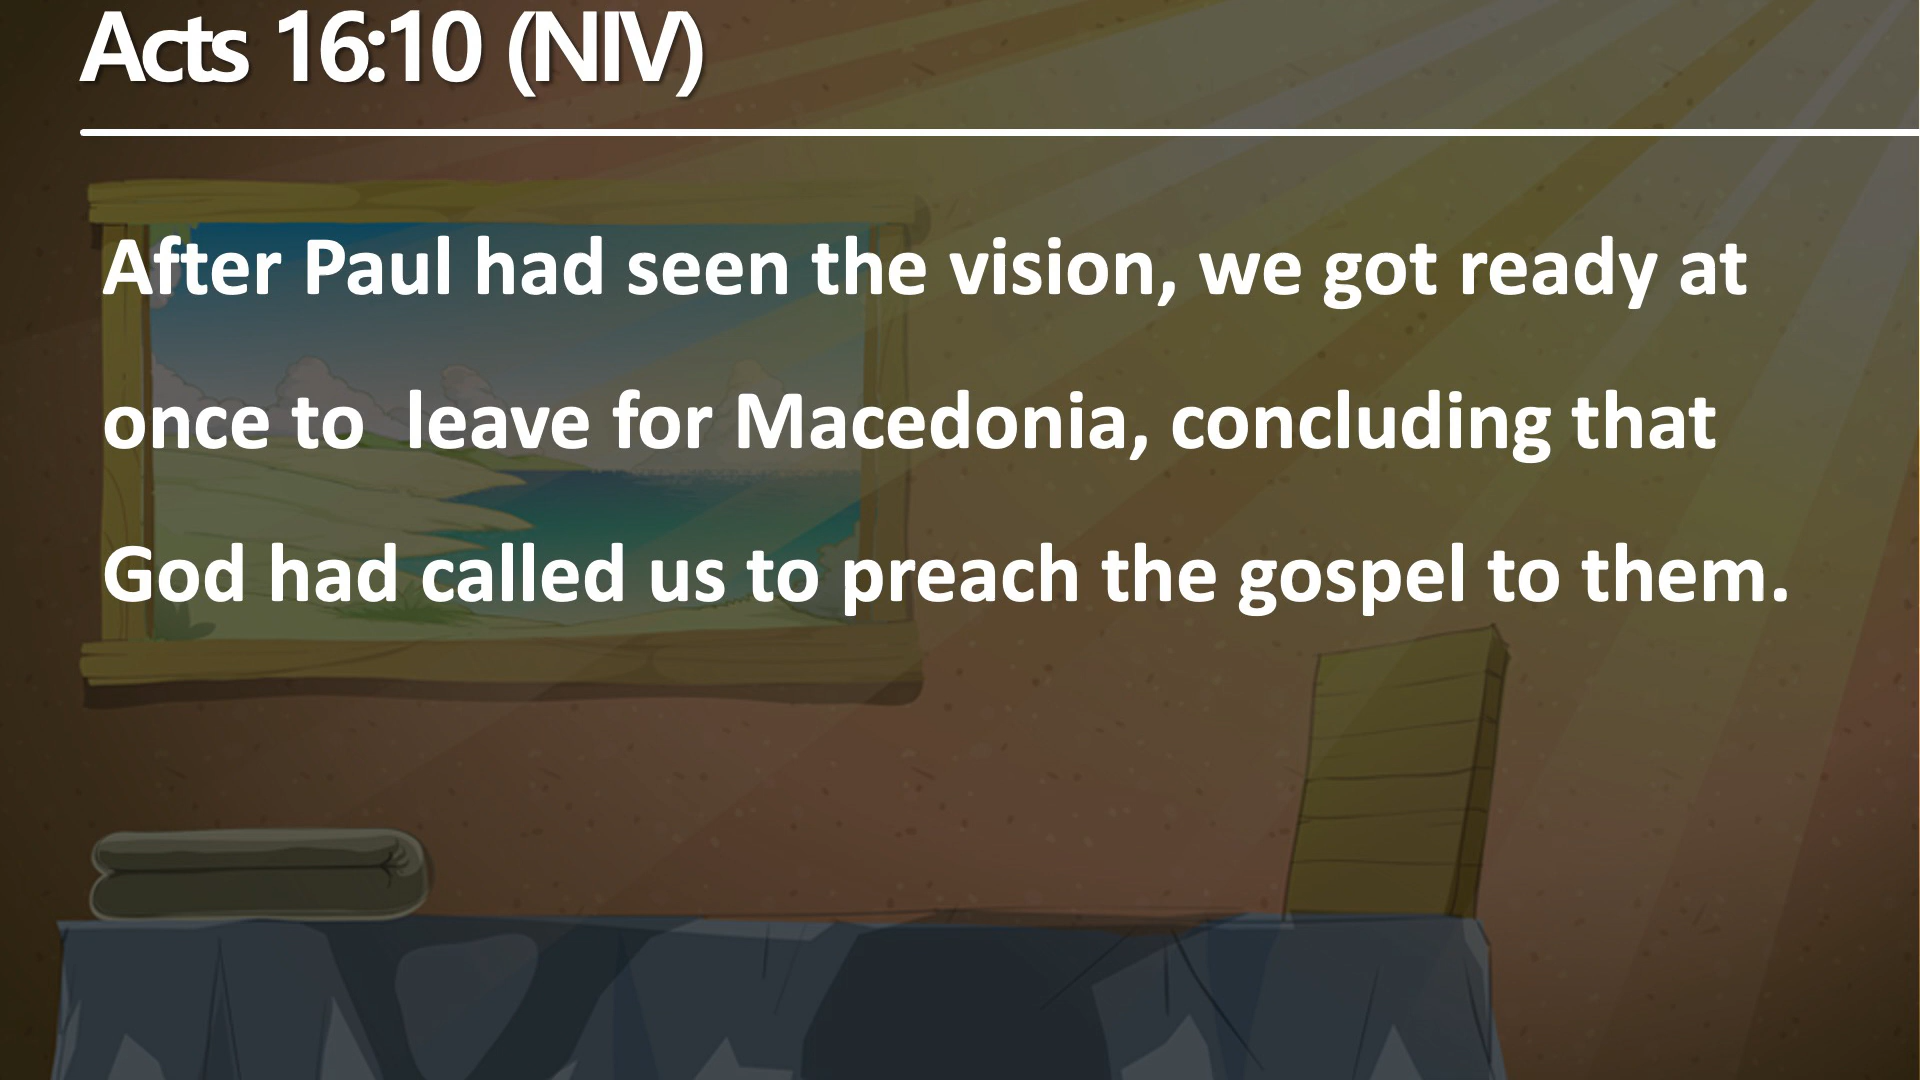 Acts 16:10 (NIV)
After Paul had seen the vision, we got ready at
once to  leave for Macedonia, concluding that
God had called us to preach the gospel to them.